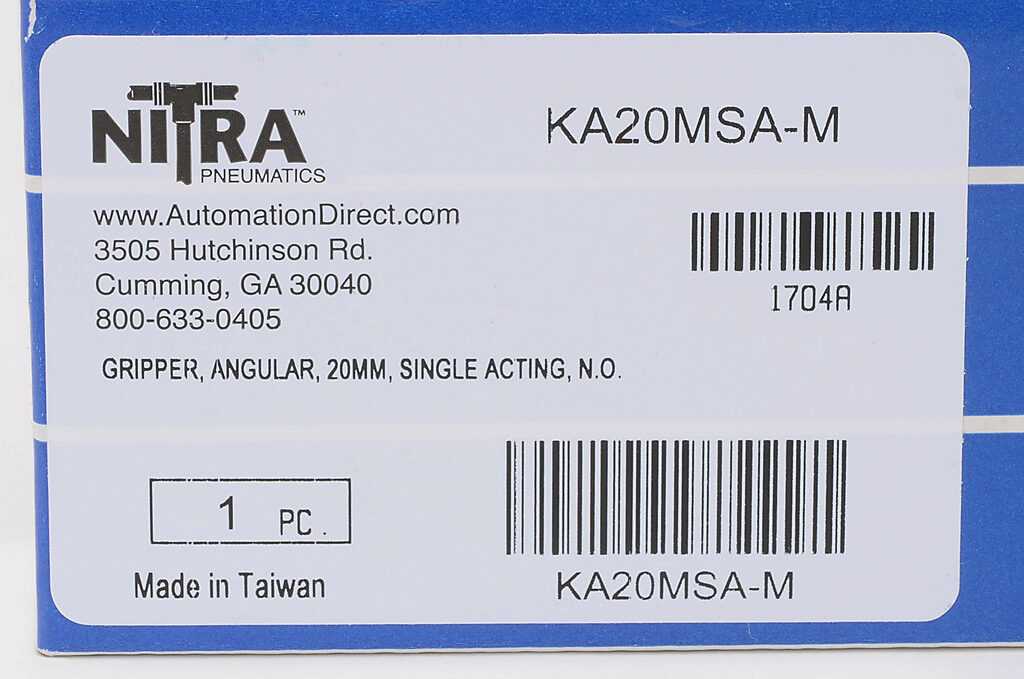 NITRA™
PNEUMATICS
KA20MSA-M
www.AutomationDirect.com
3505 Hutchinson Rd.
Cumming, GA 30040
800-633-0405
1704A
GRIPPER, ANGULAR, 20MM, SINGLE ACTING, N.O.
1 PC.
Made in Taiwan
KA20MSA-M